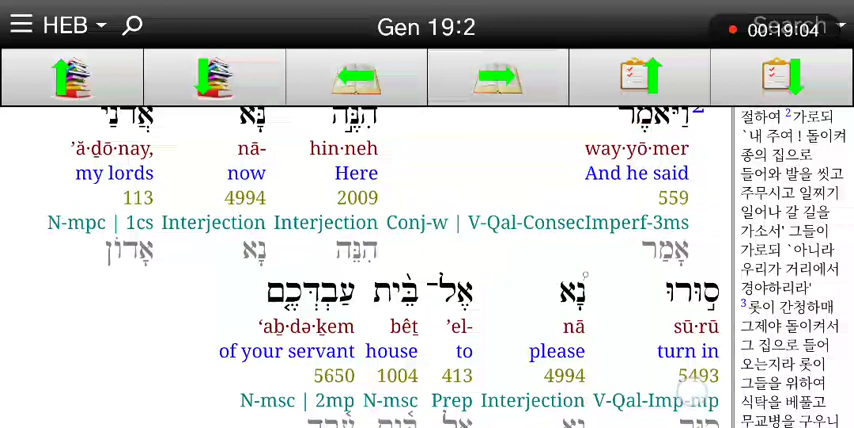 HEB
Gen 19:2
Search
00:19:04
2 וַיֹּאמֶר הִנֶּה נָּא אֲדֹנַי
way·yō·mer hin·neh nā- ’ă·ḏō·nay,
And he said Here now my lords
559 2009 4994 113
Conj-w | V-Qal-ConsecImperf-3ms Interjection Interjection N-mpc | 1cs
אָמַר הִנֵּה נָא אָדוֹן
ס֣וּרוּ נָ֠א אֶל־ בֵּ֨ית עַבְדְּכֶ֤ם
sū·rū nā ’el- bêṯ ‘aḇ·də·ḵem
turn in please to house of your servant
5493 4994 413 1004 5650
V-Qal-Imp-mp Interjection Prep N-msc N-msc | 2mp
절하여 2 가로되
`내 주여 ! 돌이켜
종의 집으로
들어와 발을 씻고
주무시고 일찌기
일어나 갈 길을
가소서' 그들이
가로되 `아니라
우리가 거리에서
경야하리라'
3 롯이 간청하매
그제야 돌이켜서
그 집으로 들어
오는지라 롯이
그들을 위하여
식탁을 베풀고
무교병을 구우니